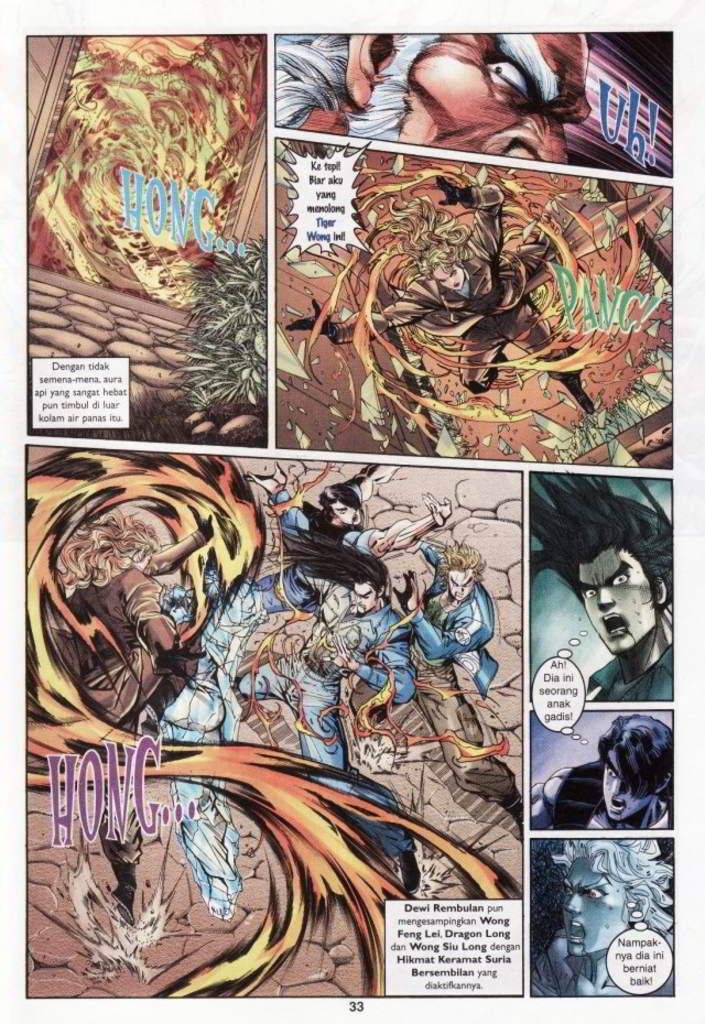 HONG...
Dengan tidak
semena-mena, aura
api yang sangat hebat
pun timbul di luar
kolam air panas itu.
Uh!
Ke tepi!
Biar aku
yang
menolong
Tiger
Wong ini!
PANG!
HONG...
Dewi Rembulan pun
mengesampingkan Wong
Feng Lei, Dragon Long
dan Wong Siu Long dengan
Hikmat Keramat Suria
Bersembilan yang
diaktifkannya.
Ah!
Dia ini
seorang
anak
gadis!
Nampak-
nya dia ini
berniat
baik!
33